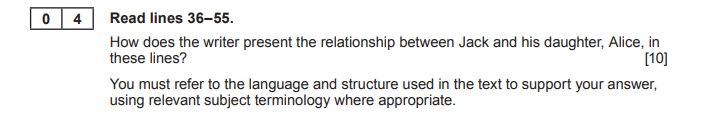 0 4 Read lines 36–55.
How does the writer present the relationship between Jack and his daughter, Alice, in
these lines? [10]
You must refer to the language and structure used in the text to support your answer,
using relevant subject terminology where appropriate.